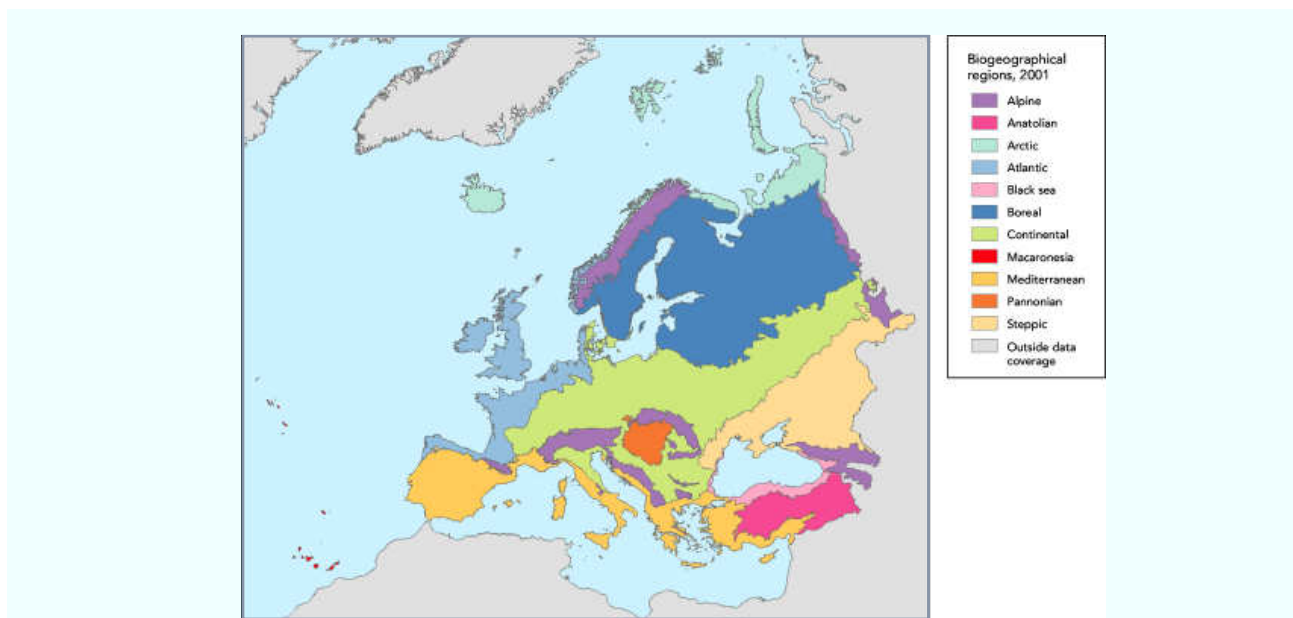 Biogeographical
regions, 2001
Alpine
Anatolian
Arctic
Atlantic
Black sea
Boreal
Continental
Macaronesia
Mediterranean
Pannonian
Steppic
Outside data
coverage